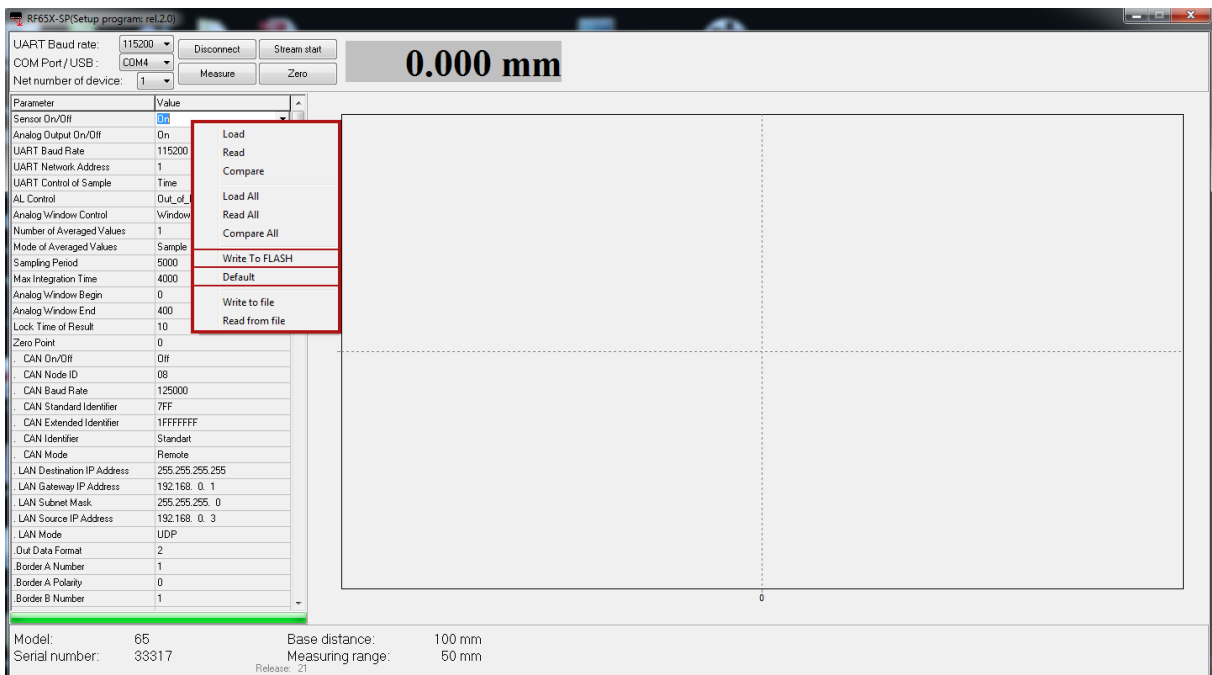 RF65X-SP(Setup program: rel.2.0)
UART Baud rate: 115200 Disconnect Stream start
COM Port / USB : COM4
Net number of device: 1 Measure Zero
0.000 mm
Parameter Value
Sensor On/Off On
Analog Output On/Off On
UART Baud Rate 115200
UART Network Address 1
UART Control of Sample Time
AL Control Out_of_
Analog Window Control Window
Number of Averaged Values 1
Mode of Averaged Values Sample
Sampling Period 5000
Max Integration Time 4000
Analog Window Begin 0
Analog Window End 400
Lock Time of Result 10
Zero Point 0
. CAN On/Off Off
. CAN Node ID 08
. CAN Baud Rate 125000
. CAN Standard Identifier 7FF
. CAN Extended Identifier 1FFFFFFF
. CAN Identifier Standart
. CAN Mode Remote
. LAN Destination IP Address 255.255.255.255
. LAN Gateway IP Address 192.168. 0. 1
. LAN Subnet Mask 255.255.255. 0
. LAN Source IP Address 192.168. 0. 3
. LAN Mode UDP
.Out Data Format 2
.Border A Number 1
.Border A Polarity 0
.Border B Number 1
Load
Read
Compare
Load All
Read All
Compare All
Write To FLASH
Default
Write to file
Read from file
0
Model: 65 Base distance: 100 mm
Serial number: 33317 Measuring range: 50 mm
Release: 21